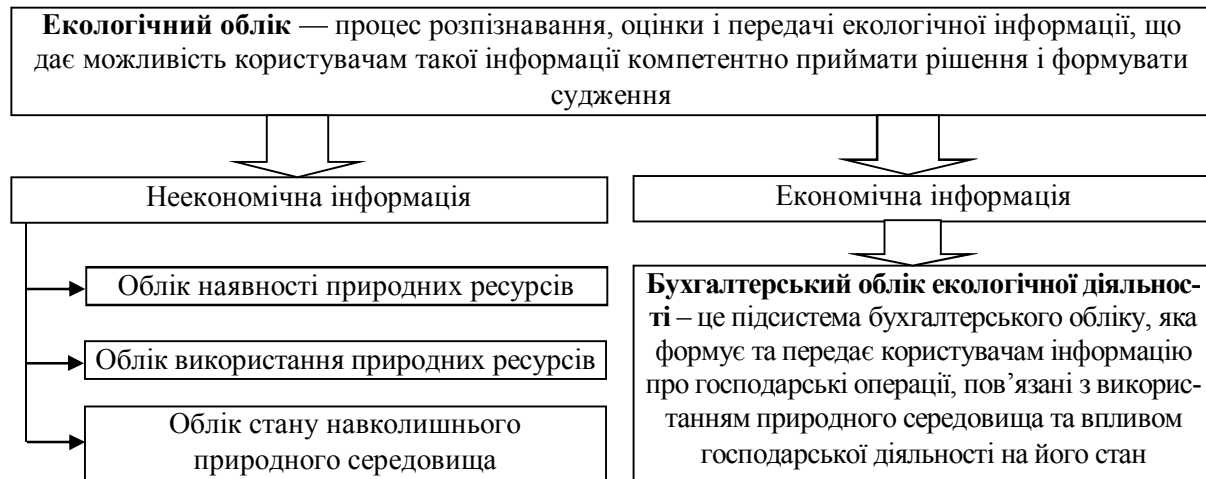 Екологічний облік — процес розпізнавання, оцінки і передачі екологічної інформації, що
дає можливість користувачам такої інформації компетентно приймати рішення і формувати
судження
Неекономічна інформація
Економічна інформація
Облік наявності природних ресурсів
Облік використання природних ресурсів
Облік стану навколишнього
природного середовища
Бухгалтерський облік екологічної діяльнос-
ті – це підсистема бухгалтерського обліку, яка
формує та передає користувачам інформацію
про господарські операції, пов’язані з викорис-
танням природного середовища та впливом
господарської діяльності на його стан